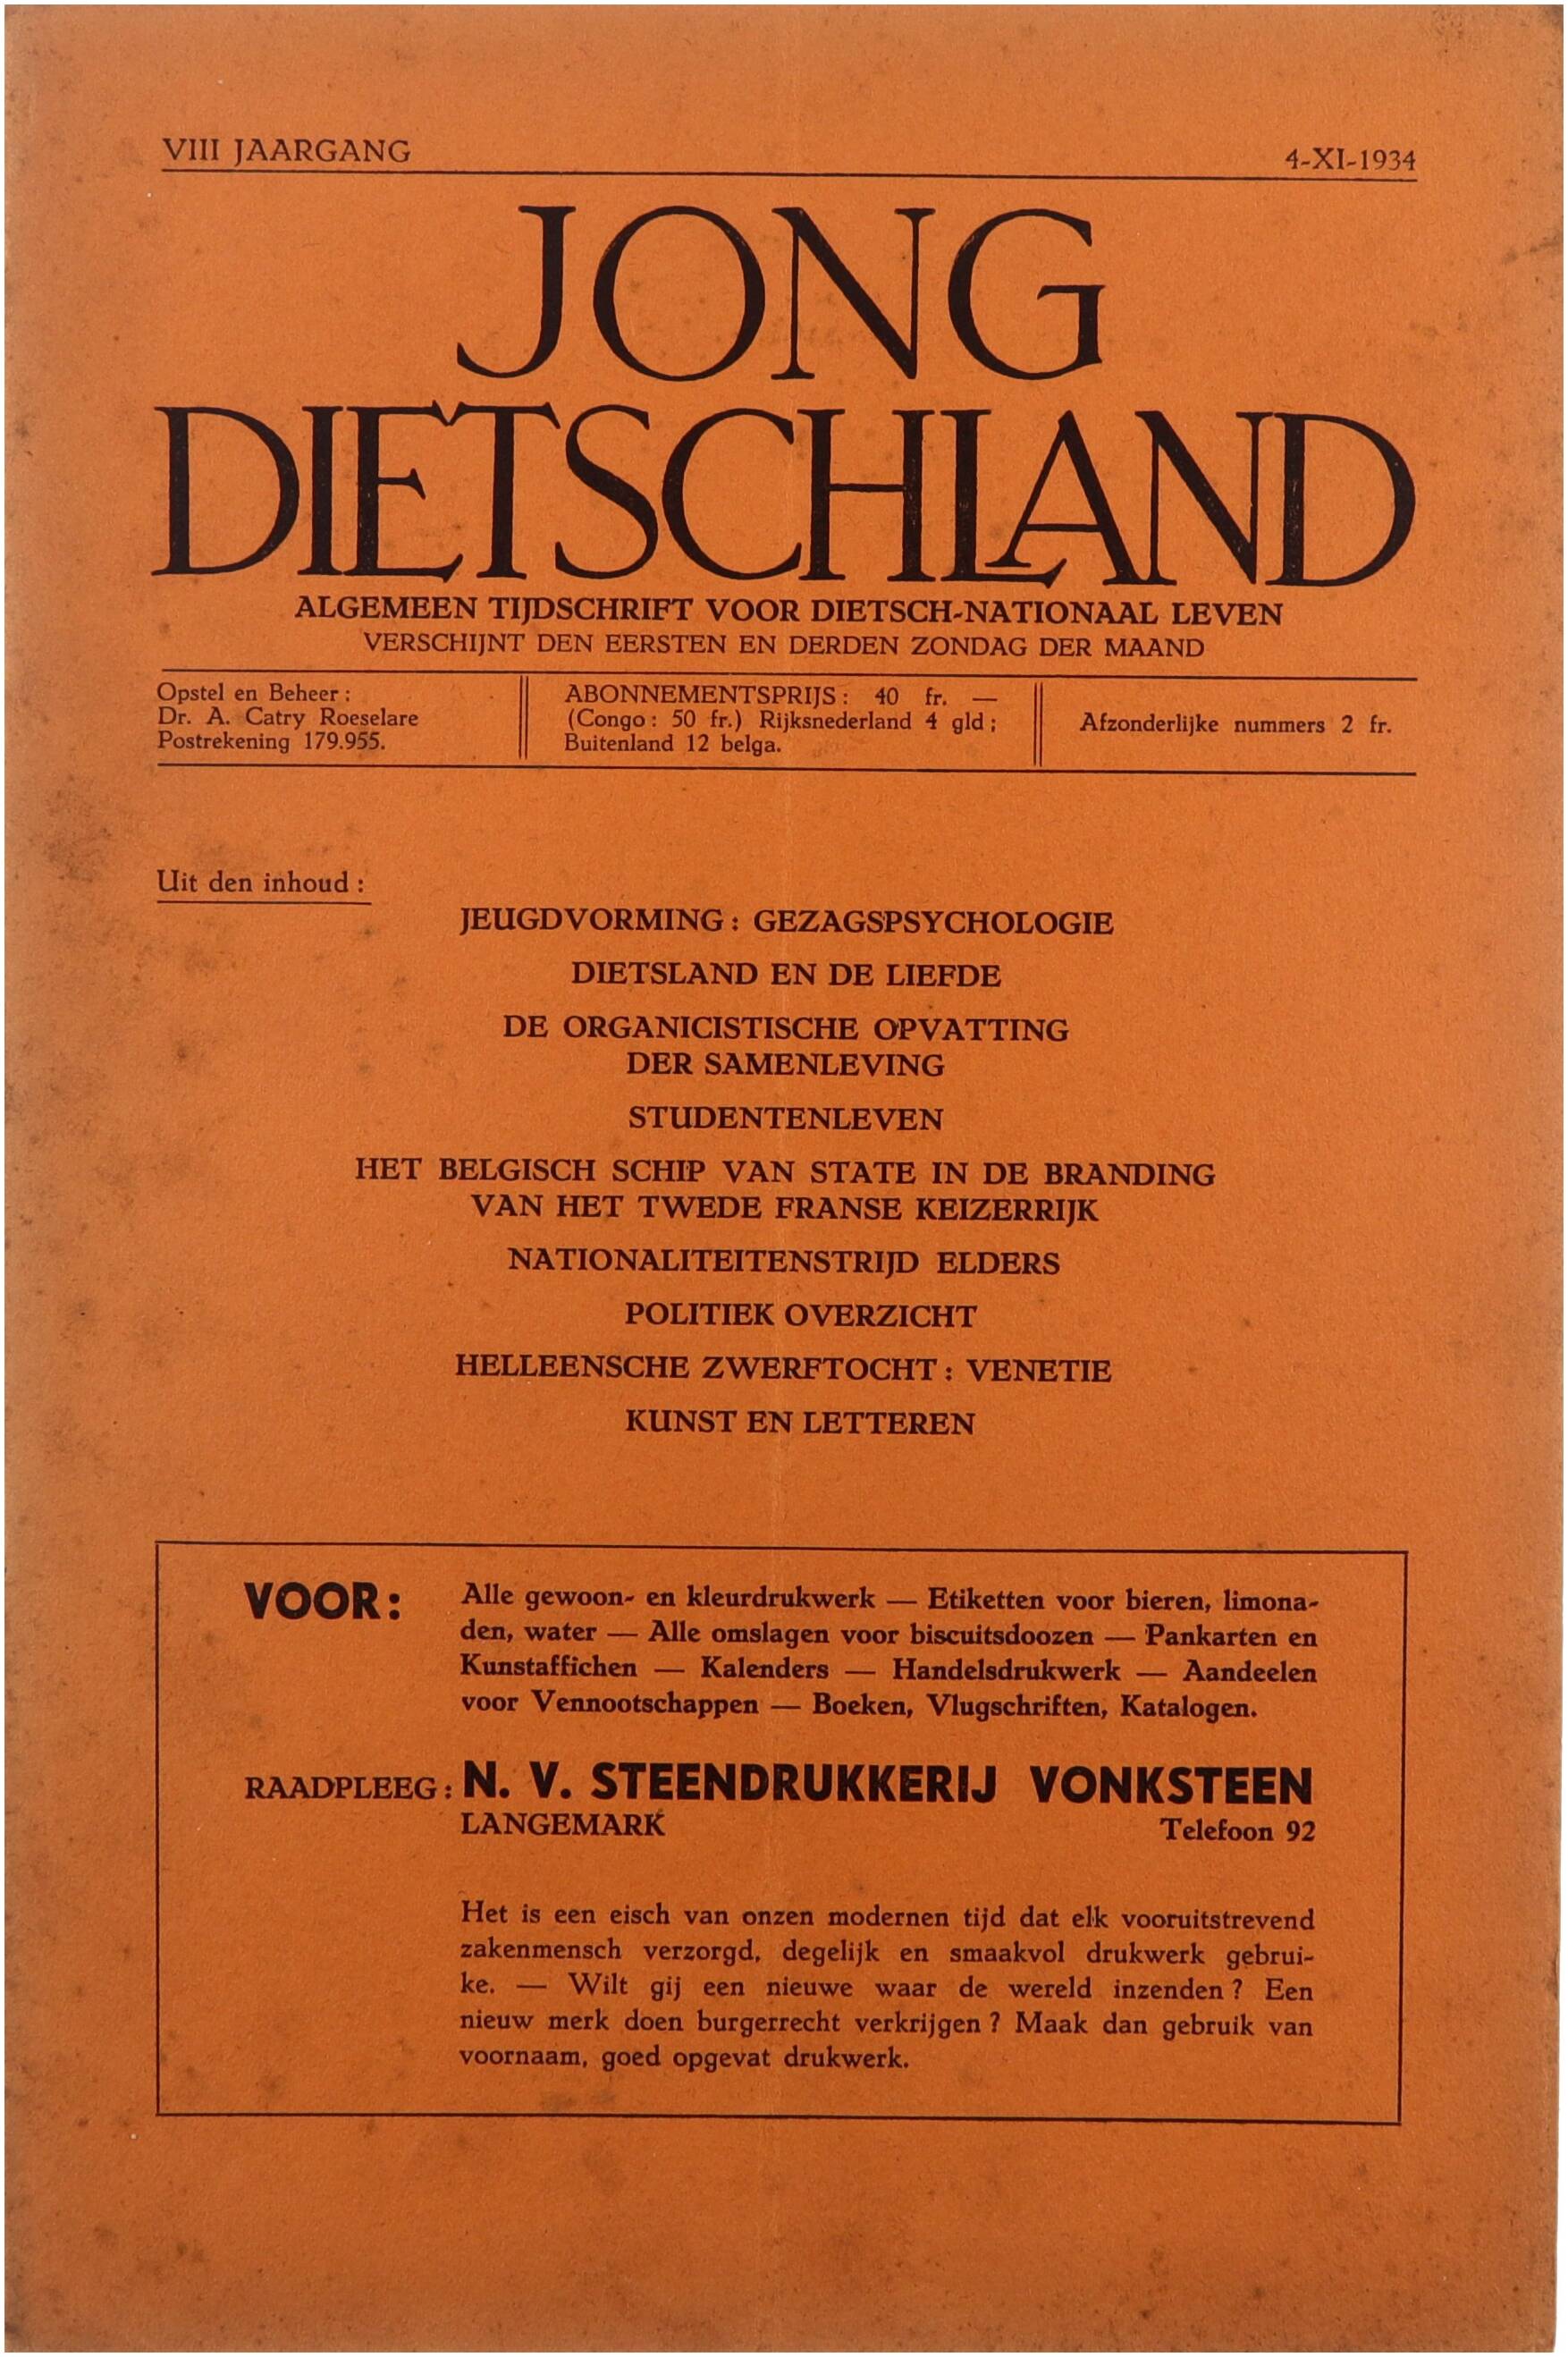 VIII JAARGANG
4-XI-1934
JONG
DIETSCHLAND
ALGEMEEN TIJDSCHRIFT VOOR DIETSCH-NATIONAAL LEVEN
VERSCHIJNT DEN EERSTEN EN DERDEN ZONDAG DER MAAND
Opstel en Beheer :
Dr. A. Catry Roeselare
Postrekening 179.955.
ABONNEMENTSPRIJS : 40 fr. —
(Congo : 50 fr.) Rijksnederland 4 gld ;
Buitenland 12 belga.
Afzonderlijke nummers 2 fr.
Uit den inhoud :
JEUGDVORMING : GEZAGSPSYCHOLOGIE
DIETSLAND EN DE LIEFDE
DE ORGANICISTISCHE OPVATTING
DER SAMENLEVING
STUDENTENLEVEN
HET BELGISCH SCHIP VAN STATE IN DE BRANDING
VAN HET TWEDE FRANSE KEIZERRIJK
NATIONALITEITENSTRIJD ELDERS
POLITIEK OVERZICHT
HELLEENSCHE ZWERFTOCHT : VENETIE
KUNST EN LETTEREN
VOOR:
Alle gewoon- en kleurdrukwerk — Etiketten voor bieren, limona-
den, water — Alle omslagen voor biscuitsdoozen — Pankarten en
Kunstaffichen — Kalenders — Handelsdrukwerk — Aandeelen
voor Vennootschappen — Boeken, Vlugschriften, Katalogen.
RAADPLEEG : N. V. STEENDRUKKERIJ VONKSTEEN
LANGEMARK
Telefoon 92
Het is een eisch van onzen modernen tijd dat elk vooruitstrevend
zakenmensch verzorgd, degelijk en smaakvol drukwerk gebrui-
ke. — Wilt gij een nieuwe waar de wereld inzenden ? Een
nieuw merk doen burgerrecht verkrijgen ? Maak dan gebruik van
voornaam, goed opgevat drukwerk.